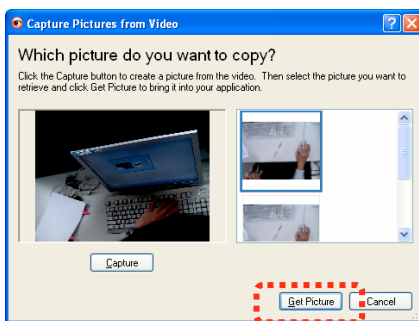 Capture Pictures from Video
Which picture do you want to copy?
Click the Capture button to create a picture from the video. Then select the picture you want to
retrieve and click Get Picture to bring it into your application.
Capture
Get Picture
Cancel